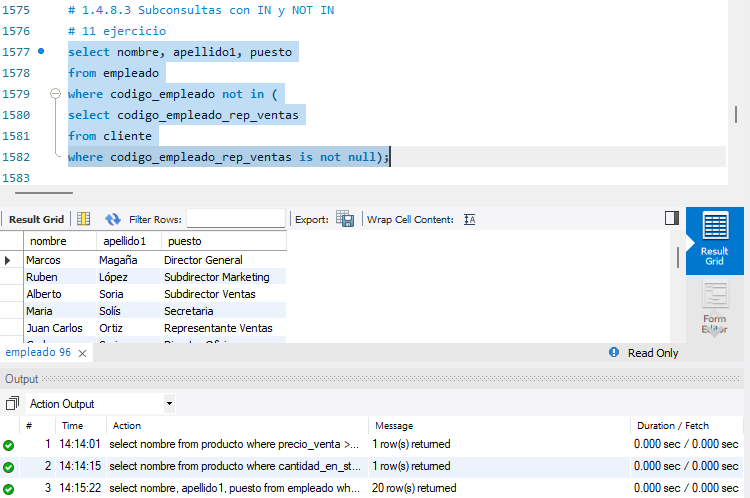 1575 # 1.4.8.3 Subconsultas con IN y NOT IN
1576 # 11 ejercicio
1577 select nombre, apellido1, puesto
1578 from empleado
1579 where codigo_empleado not in (
1580 select codigo_empleado_rep_ventas
1581 from cliente
1582 where codigo_empleado_rep_ventas is not null);
1583
Result Grid Filter Rows: Export: Wrap Cell Content:
nombre apellido1 puesto
Marcos Magaña Director General
Ruben López Subdirector Marketing
Alberto Soria Subdirector Ventas
Maria Solís Secretaria
Juan Carlos Ortiz Representante Ventas
Result Grid
Form Editor
empleado 96 Read Only
Output
Action Output
# Time Action Message Duration / Fetch
1 14:14:01 select nombre from producto where precio_venta >... 1 row(s) returned 0.000 sec / 0.000 sec
2 14:14:15 select nombre from producto where cantidad_en_st... 1 row(s) returned 0.000 sec / 0.000 sec
3 14:15:22 select nombre, apellido1, puesto from empleado wh... 20 row(s) returned 0.000 sec / 0.000 sec